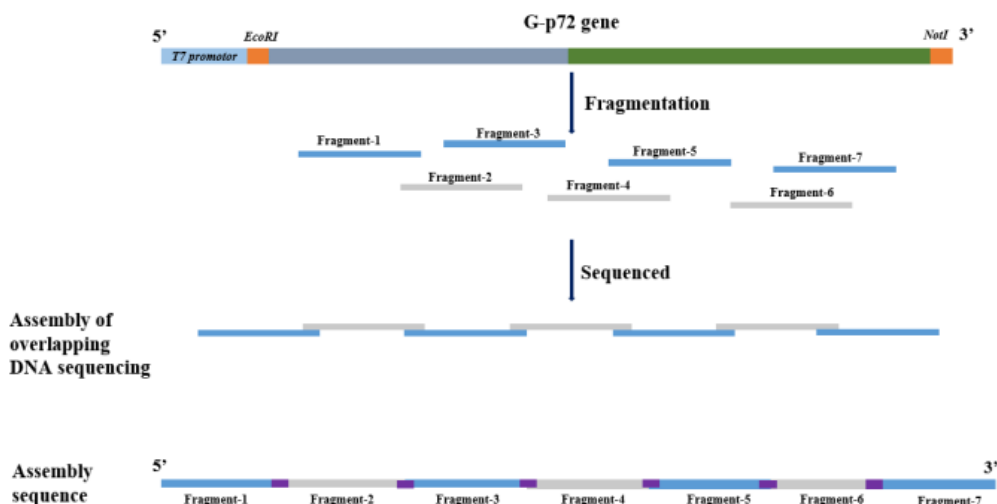 G-p72 gene
5’
EcoRI
NotI
3’
T7 promotor
Fragmentation
Fragment-1
Fragment-3
Fragment-5
Fragment-7
Fragment-2
Fragment-4
Fragment-6
Sequenced
Assembly of
overlapping
DNA sequencing
5’
3’
Assembly
sequence
Fragment-1
Fragment-2
Fragment-3
Fragment-4
Fragment-5
Fragment-6
Fragment-7